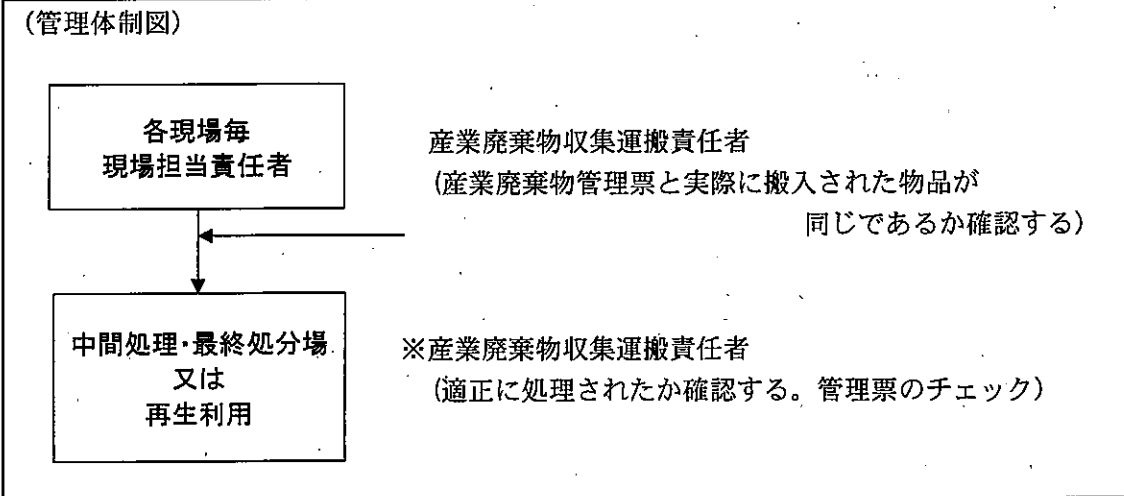 (管理体制図)
各現場毎
現場担当責任者
産業廃棄物収集運搬責任者
(産業廃棄物管理票と実際に搬入された物品が
同じであるか確認する)
中間処理・最終処分場
又は
再生利用
※産業廃棄物収集運搬責任者
(適正に処理されたか確認する。管理票のチェック)